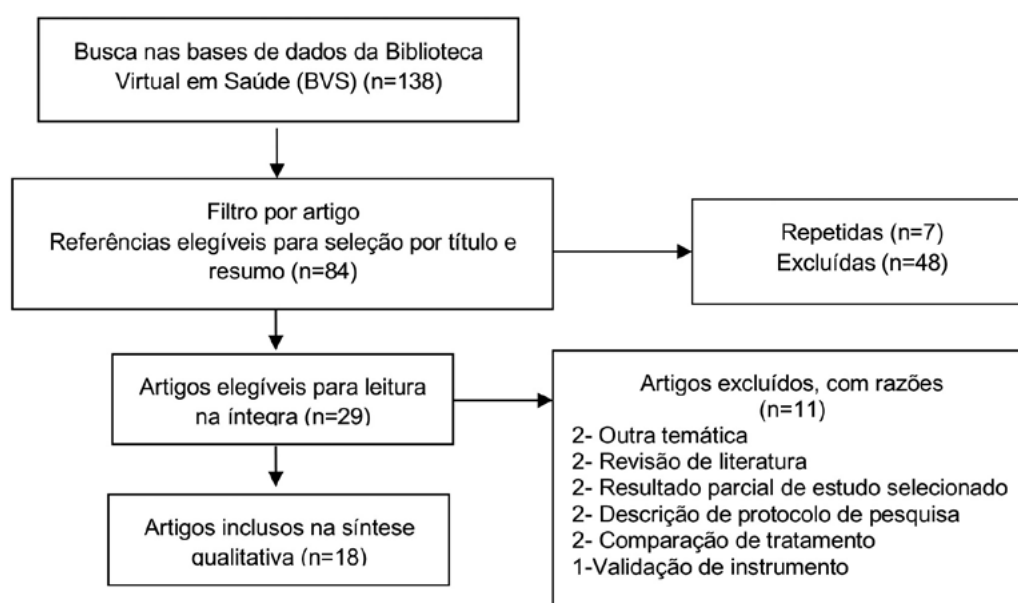 Busca nas bases de dados da Biblioteca
Virtual em Saúde (BVS) (n=138)
Filtro por artigo
Referências elegíveis para seleção por título e
resumo (n=84)
Repetidas (n=7)
Excluídas (n=48)
Artigos elegíveis para leitura
na íntegra (n=29)
Artigos excluídos, com razões
(n=11)
2- Outra temática
2- Revisão de literatura
2- Resultado parcial de estudo selecionado
2- Descrição de protocolo de pesquisa
2- Comparação de tratamento
1-Validação de instrumento
Artigos inclusos na síntese
qualitativa (n=18)